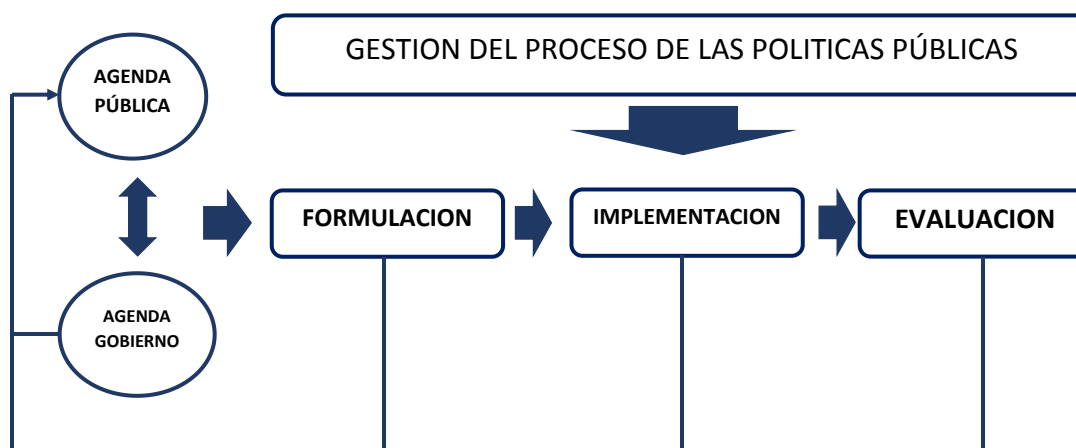 GESTION DEL PROCESO DE LAS POLITICAS PÚBLICAS
AGENDA
PÚBLICA
FORMULACION
IMPLEMENTACION
EVALUACION
AGENDA
GOBIERNO